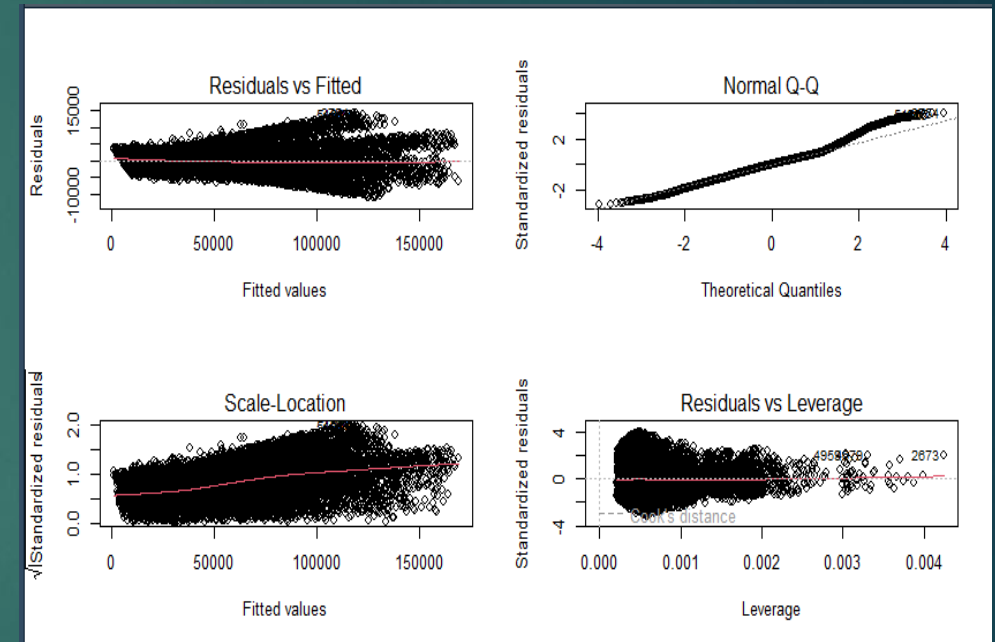 Residuals vs Fitted
Residuals
15000
-10000
0 50000 100000 150000
Fitted values
Normal Q-Q
Standardized residuals
2
-2
-4 -2 0 2 4
Theoretical Quantiles
Scale-Location
√|Standardized residuals|
2.0
1.0
0.0
0 50000 100000 150000
Fitted values
Residuals vs Leverage
Standardized residuals
4
0
-4
2673
Cook's distance
0.000 0.001 0.002 0.003 0.004
Leverage